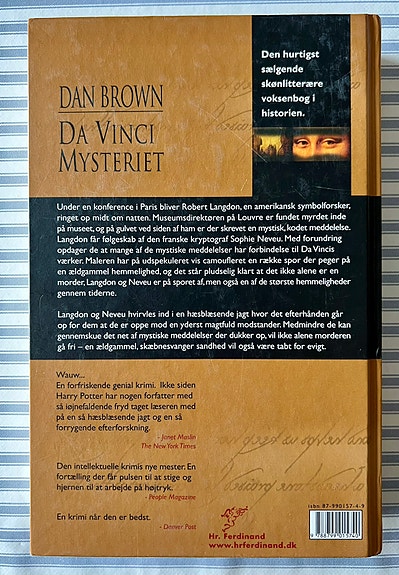 Den hurtigst
sælgende
skønlitterære
voksenbog i
historien.
DAN BROWN
DA VINCI
MYSTERIET
Under en konference i Paris bliver Robert Langdon, en amerikansk symbolforsker,
ringet op midt om natten. Museumsdirektøren på Louvre er fundet myrdet inde
på museet, og på gulvet ved siden af ham er der skrevet en mystisk, kodet meddelelse.
Langdon får følgeskab af den franske kryptograf Sophie Neveu. Med forundring
opdager de at mange af de mystiske meddelelser har forbindelse til Da Vincis
værker. Maleren har på udspekuleret vis camoufleret en række spor der peger på
en ældgammel hemmelighed, og det står pludselig klart at det ikke alene er en
morder, Langdon og Neveu er på sporet af, men også en af de største hemmeligheder
gennem tiderne.
Langdon og Neveu hvirvles ind i en hæsblæsende jagt hvor det efterhånden går
op for dem at de er oppe mod en yderst magtfuld modstander. Medmindre de kan
gennemskue det net af mystiske meddelelser der dukker op, vil ikke alene morderen
gå fri – en ældgammel, skæbnesvanger sandhed vil også være tabt for evigt.
Wauw...
En forfriskende genial krimi. Ikke siden
Harry Potter har nogen forfatter med
så iøjnefaldende fryd taget læseren med
på en så hæsblæsende jagt og en så
forrygende efterforskning.
- Janet Maslin
The New York Times
Den intellektuelle krimis nye mester. En
fortælling der får pulsen til at stige og
hjernen til at arbejde på højtryk.
- People Magazine
En krimi når den er bedst.
- Denver Post
Hr. Ferdinand
www.hrferdinand.dk
Isbn 87-990157-4-9
9 788799 015740